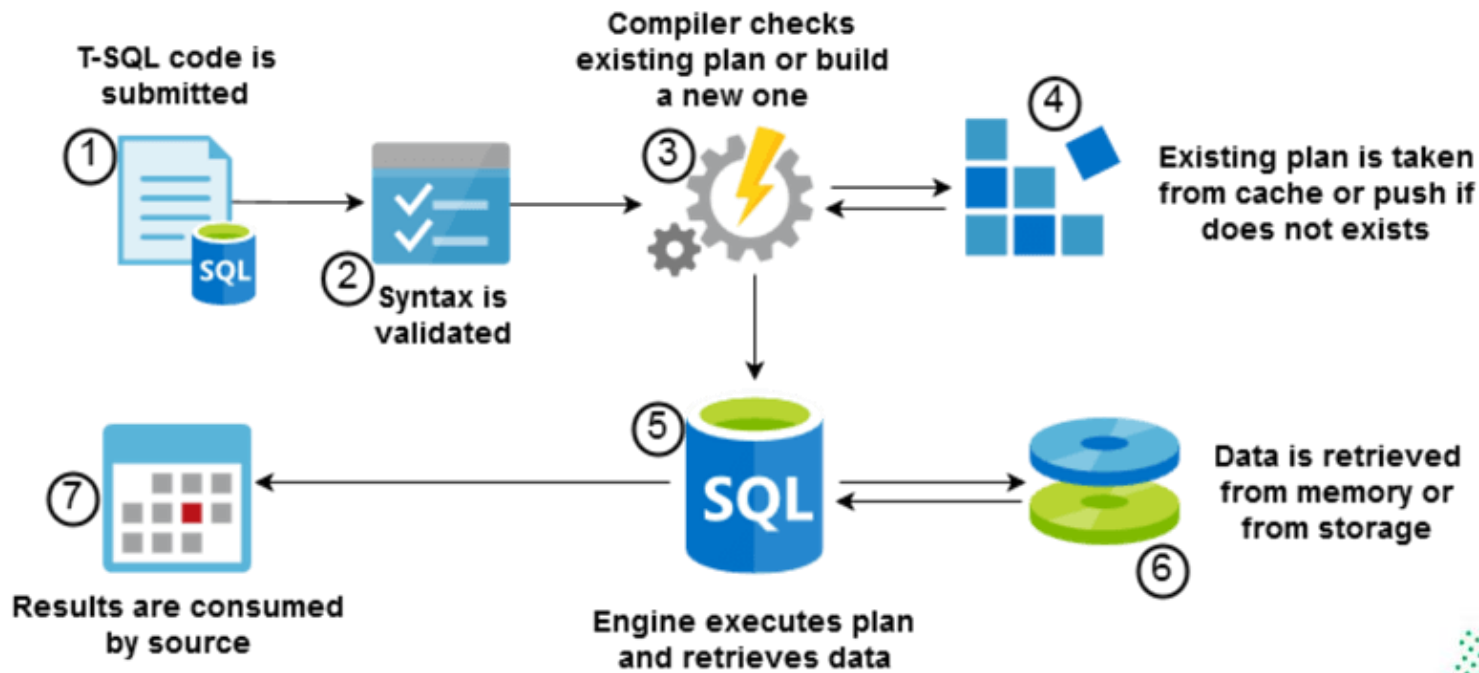 T-SQL code is
submitted
1
SQL
2
Syntax is
validated
Compiler checks
existing plan or build
a new one
3
4
Existing plan is taken
from cache or push if
does not exists
5
SQL
Engine executes plan
and retrieves data
6
Data is retrieved
from memory or
from storage
7
Results are consumed
by source